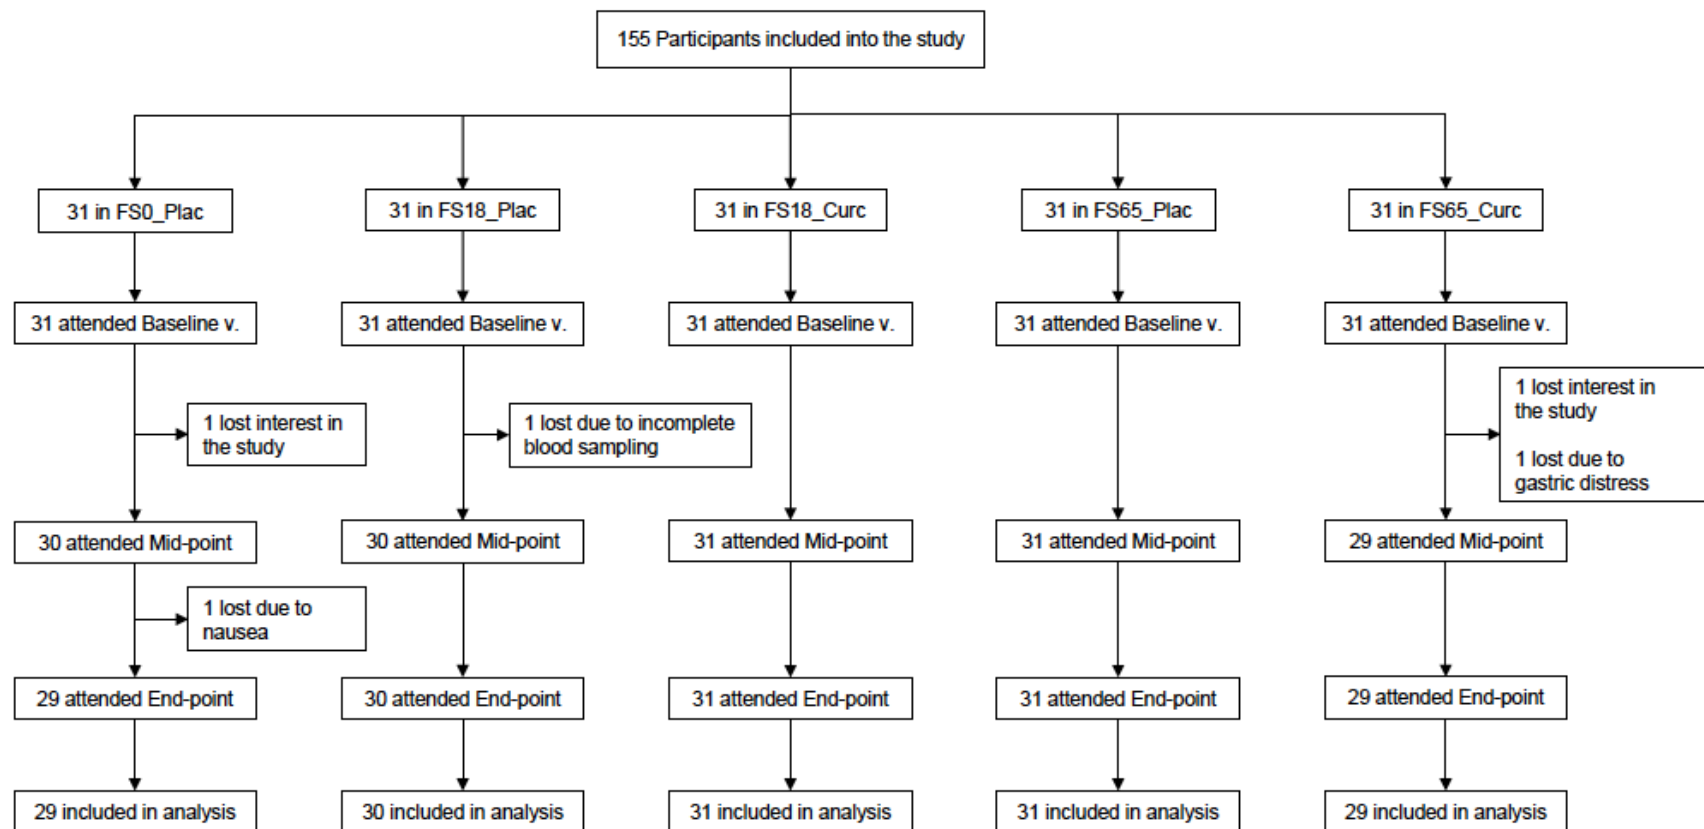 155 Participants included into the study
31 in FS0_Plac
31 in FS18_Plac
31 in FS18_Curc
31 in FS65_Plac
31 in FS65_Curc
31 attended Baseline v.
31 attended Baseline v.
31 attended Baseline v.
31 attended Baseline v.
31 attended Baseline v.
1 lost interest in
the study
1 lost due to incomplete
blood sampling
1 lost interest in
the study
1 lost due to
gastric distress
30 attended Mid-point
30 attended Mid-point
31 attended Mid-point
31 attended Mid-point
29 attended Mid-point
1 lost due to
nausea
29 attended End-point
30 attended End-point
31 attended End-point
31 attended End-point
29 attended End-point
29 included in analysis
30 included in analysis
31 included in analysis
31 included in analysis
29 included in analysis